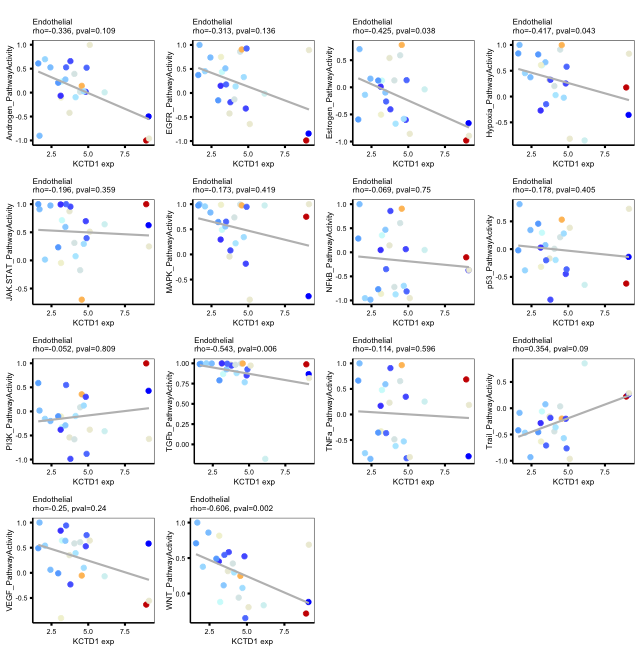 Endothelial
rho=-0.336, pval=0.109
Androgen_PathwayActivity
1.0
0.5
0.0
-0.5
-1.0
2.5 5.0 7.5
KCTD1 exp
Endothelial
rho=-0.313, pval=0.136
EGFR_PathwayActivity
1.0
0.5
0.0
-0.5
-1.0
2.5 5.0 7.5
KCTD1 exp
Endothelial
rho=-0.425, pval=0.038
Estrogen_PathwayActivity
0.5
0.0
-0.5
-1.0
2.5 5.0 7.5
KCTD1 exp
Endothelial
rho=-0.417, pval=0.043
Hypoxia_PathwayActivity
1.0
0.5
0.0
-0.5
2.5 5.0 7.5
KCTD1 exp
Endothelial
rho=-0.196, pval=0.359
JAK.STAT_PathwayActivity
1.0
0.5
0.0
-0.5
2.5 5.0 7.5
KCTD1 exp
Endothelial
rho=-0.173, pval=0.419
MAPK_PathwayActivity
1.0
0.5
0.0
-0.5
2.5 5.0 7.5
KCTD1 exp
Endothelial
rho=-0.069, pval=0.75
NFkB_PathwayActivity
1.0
0.5
0.0
-0.5
-1.0
2.5 5.0 7.5
KCTD1 exp
Endothelial
rho=-0.178, pval=0.405
p53_PathwayActivity
0.5
0.0
-0.5
2.5 5.0 7.5
KCTD1 exp
Endothelial
rho=-0.052, pval=0.809
PI3K_PathwayActivity
1.0
0.5
0.0
-0.5
-1.0
2.5 5.0 7.5
KCTD1 exp
Endothelial
rho=-0.543, pval=0.006
TGFb_PathwayActivity
1.00
0.75
0.50
0.25
0.00
2.5 5.0 7.5
KCTD1 exp
Endothelial
rho=-0.114, pval=0.596
TNFa_PathwayActivity
1.0
0.5
0.0
-0.5
2.5 5.0 7.5
KCTD1 exp
Endothelial
rho=0.354, pval=0.09
Trail_PathwayActivity
0.5
0.0
-0.5
-1.0
2.5 5.0 7.5
KCTD1 exp
Endothelial
rho=-0.25, pval=0.24
VEGF_PathwayActivity
1.0
0.5
0.0
-0.5
-1.0
2.5 5.0 7.5
KCTD1 exp
Endothelial
rho=-0.606, pval=0.002
WNT_PathwayActivity
1.0
0.5
0.0
2.5 5.0 7.5
KCTD1 exp